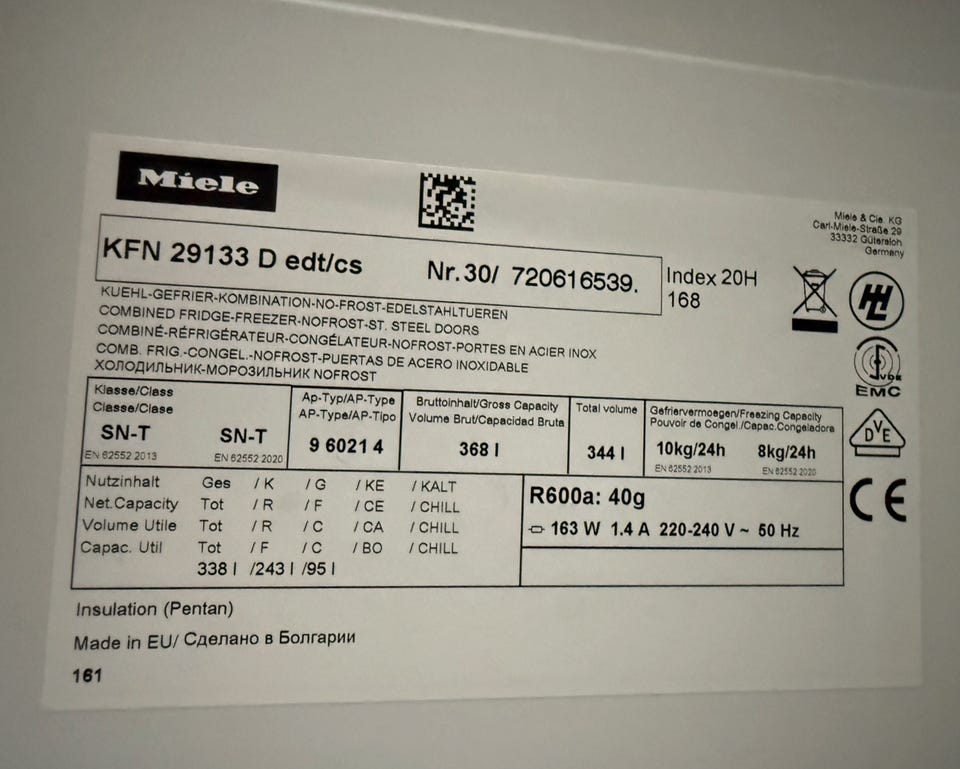 Miele
Miele & Cie. KG
Carl-Miele-Straße 29
33332 Gütersloh
Germany
KFN 29133 D edt/cs Nr.30/ 720616539.
Index 20H
168
KUEHL-GEFRIER-KOMBINATION-NO-FROST-EDELSTAHLTUEREN
COMBINED FRIDGE-FREEZER-NOFROST-ST. STEEL DOORS
COMBINÉ-RÉFRIGÉRATEUR-CONGÉLATEUR-NOFROST-PORTES EN ACIER INOX
COMB. FRIG.-CONGEL.-NOFROST-PUERTAS DE ACERO INOXIDABLE
ХОЛОДИЛЬНИК-МОРОЗИЛЬНИК NOFROST
HL
VDE
EMC
DVE
CE
Klasse/Class
Classe/Clase
SN-T SN-T
EN 62552 2013 EN 62552 2020
Ap-Typ/AP-Type
AP-Type/AP-Tipo
9 6021 4
Bruttoinhalt/Gross Capacity
Volume Brut/Capacidad Bruta
368 l
Total volume
344 l
Gefriervermoegen/Freezing Capacity
Pouvoir de Congel./Capac.Congeladora
10kg/24h 8kg/24h
EN 62552 2013 EN 62552 2020
Nutzinhalt Ges / K / G / KE / KALT
Net.Capacity Tot / R / F / CE / CHILL
Volume Utile Tot / R / C / CA / CHILL
Capac. Util Tot / F / C / BO / CHILL
338 l /243 l /95 l
R600a: 40g
163 W 1.4 A 220-240 V ~ 50 Hz
Insulation (Pentan)
Made in EU/ Сделано в Болгарии
161